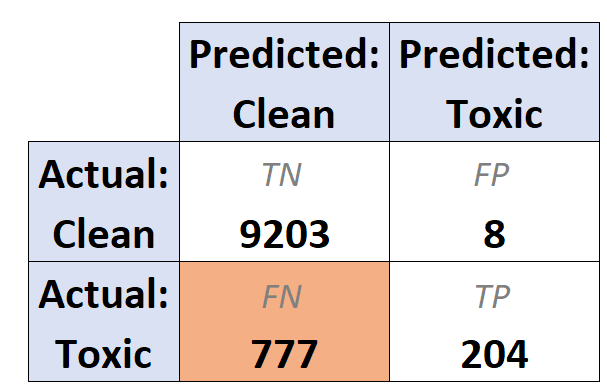 Predicted: Predicted:
Clean Toxic
Actual: TN FP
Clean 9203 8
Actual: FN TP
Toxic 777 204